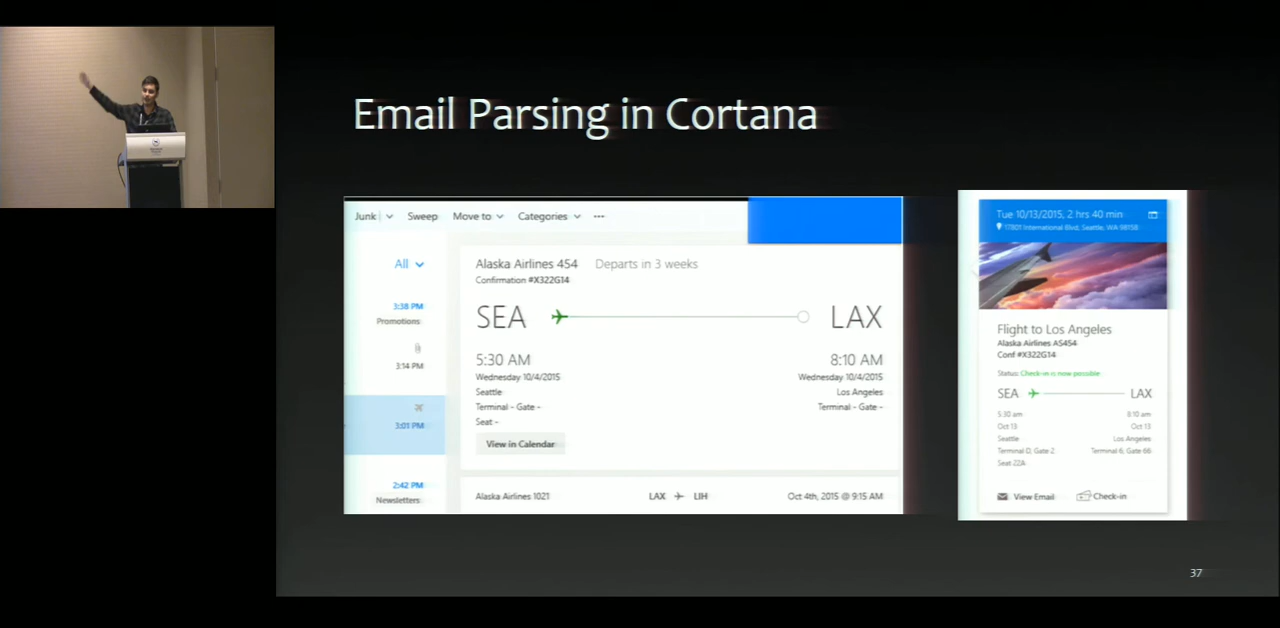 Email Parsing in Cortana
Junk
Sweep
Move to
Categories
All
3:38 PM
Promotions
3:14 PM
3:01 PM
2:42 PM
Newsletters
Alaska Airlines 454 Departs in 3 weeks
Confirmation #X322G14
SEA LAX
5:30 AM 8:10 AM
Wednesday 10/4/2015 Wednesday 10/4/2015
Seattle Los Angeles
Terminal - Gate - Terminal - Gate -
Seat -
View in Calendar
Alaska Airlines 1021 LAX LIH Oct 4th, 2015 @ 9:15 AM
Tue 10/13/2015, 2 hrs 40 min
17801 International Blvd, Seattle, WA 98158
Flight to Los Angeles
Alaska Airlines AS454
Conf #X322G14
Status: Check-in is now possible
SEA LAX
5:30 am 8:10 am
Oct 13 Oct 13
Seattle Los Angeles
Terminal D, Gate 2 Terminal 6, Gate 66
Seat 22A
View Email Check-in
37